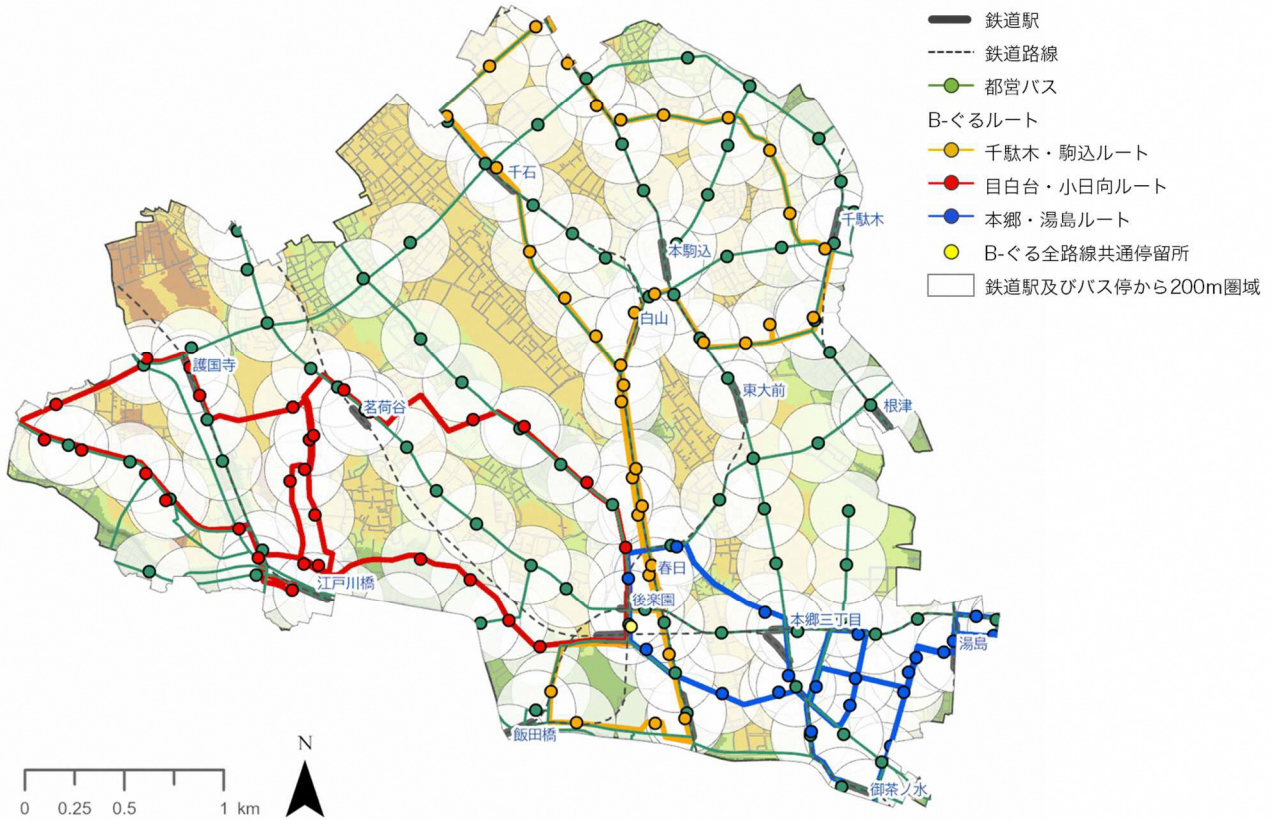 鉄道駅
鉄道路線
都営バス
B-ぐるルート
千駄木・駒込ルート
目白台・小日向ルート
本郷・湯島ルート
B-ぐる全路線共通停留所
鉄道駅及びバス停から200m圏域
千石
千駄木
本駒込
白山
護国寺
茗荷谷
東大前
根津
江戸川橋
春日
後楽園
本郷三丁目
湯島
飯田橋
御茶ノ水
N
0 0.25 0.5 1 km